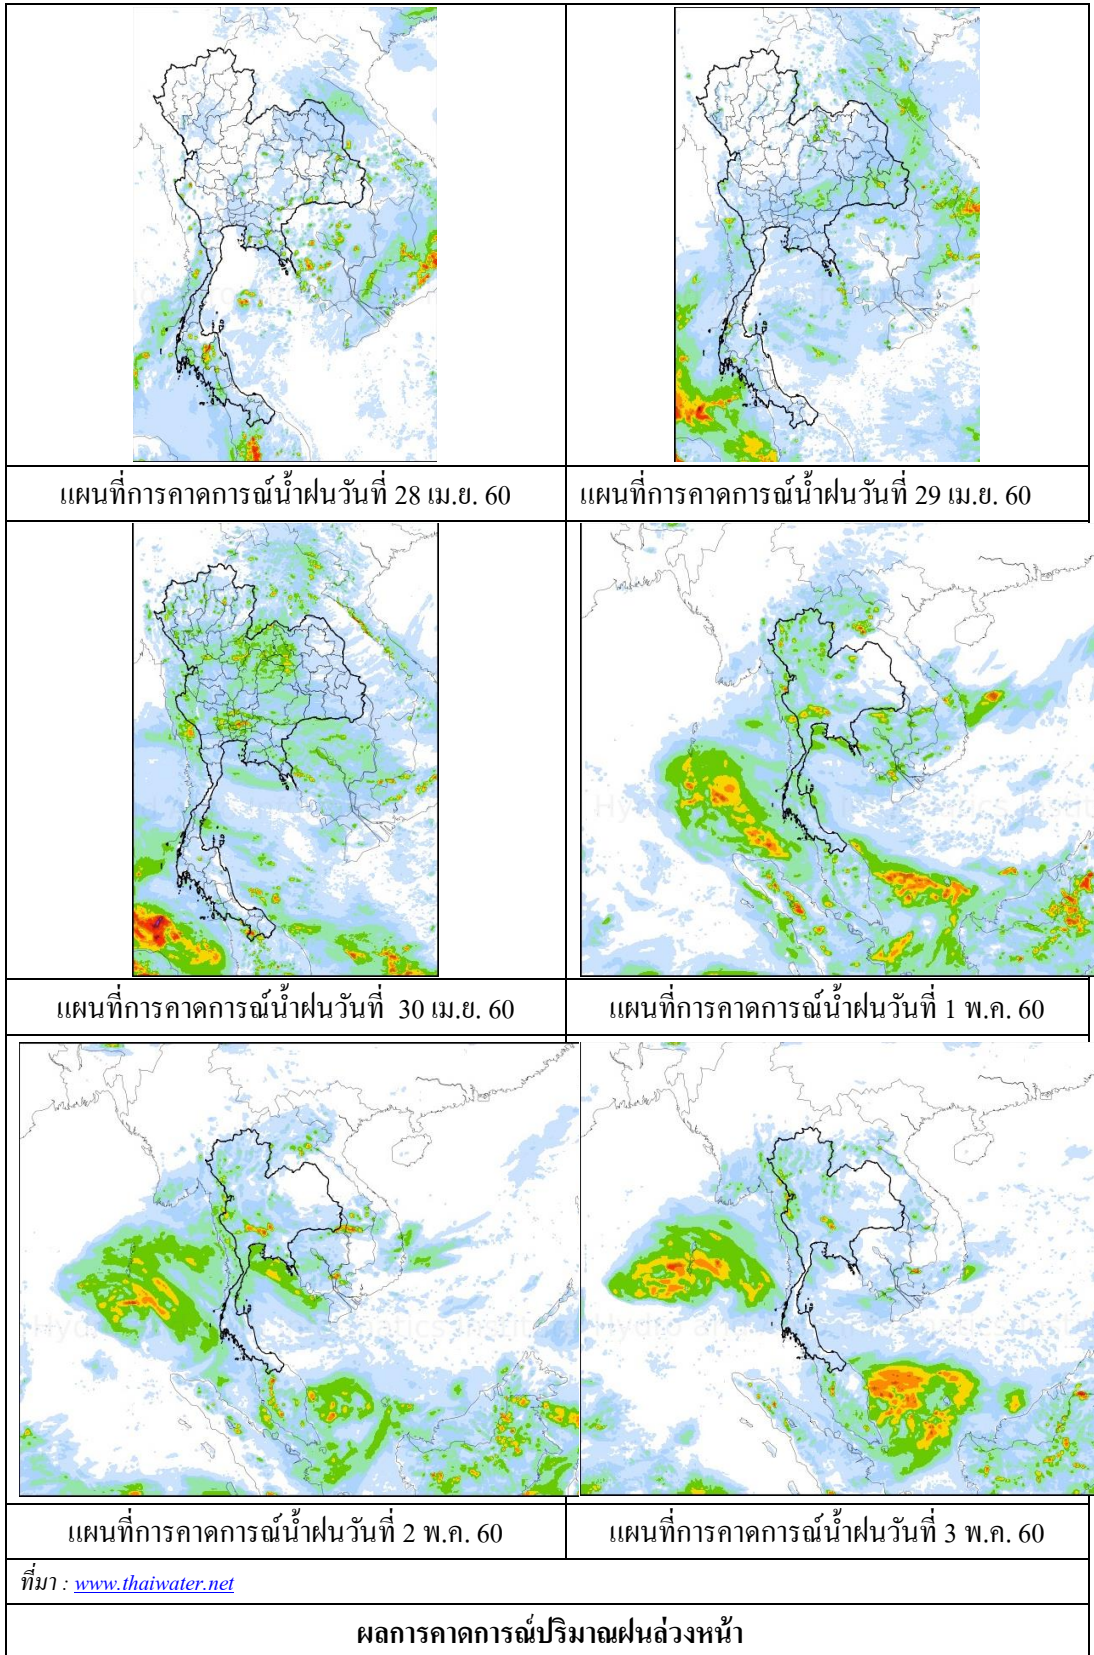 แผนที่การคาดการณ์น้ำฝนวันที่ 28 เม.ย. 60
แผนที่การคาดการณ์น้ำฝนวันที่ 29 เม.ย. 60
แผนที่การคาดการณ์น้ำฝนวันที่ 30 เม.ย. 60
แผนที่การคาดการณ์น้ำฝนวันที่ 1 พ.ค. 60
แผนที่การคาดการณ์น้ำฝนวันที่ 2 พ.ค. 60
แผนที่การคาดการณ์น้ำฝนวันที่ 3 พ.ค. 60
ที่มา : www.thaiwater.net
ผลการคาดการณ์ปริมาณฝนล่วงหน้า